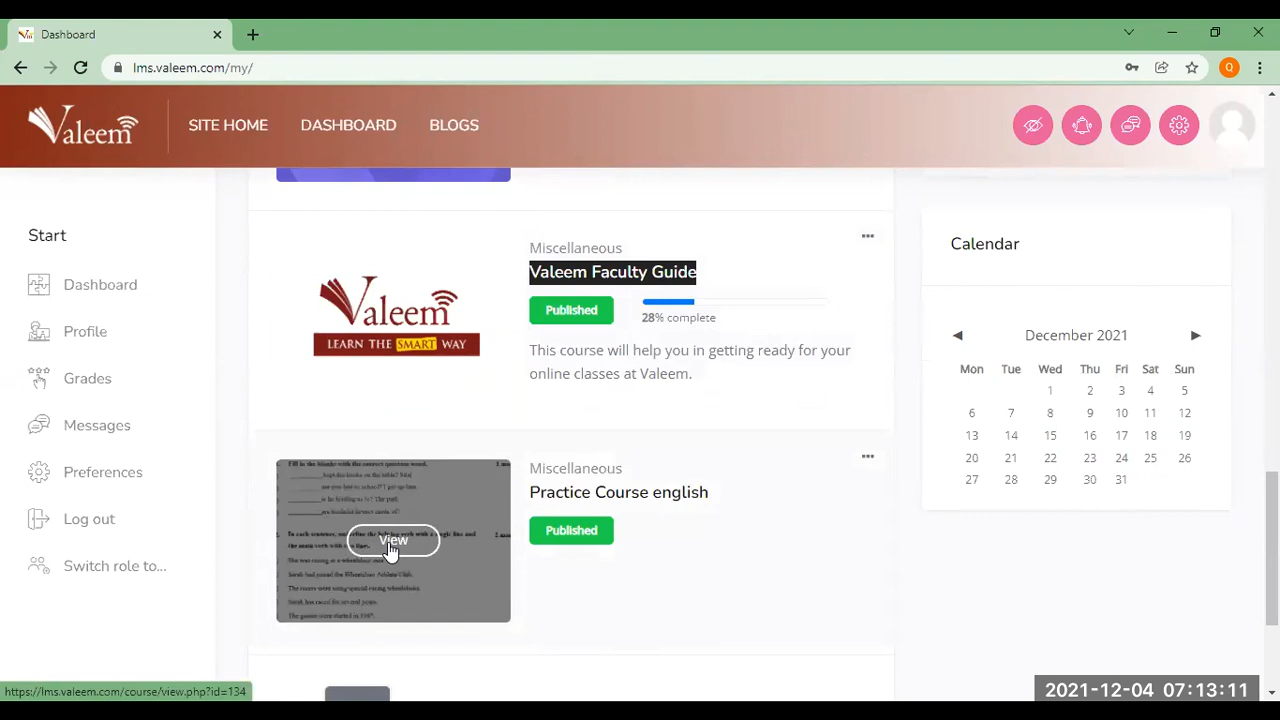 Dashboard
lms.valeem.com/my/
Q
Valeem
SITE HOME
DASHBOARD
BLOGS
Start
Dashboard
Profile
Grades
Messages
Preferences
Log out
Switch role to...
Valeem
LEARN THE SMART WAY
Miscellaneous
Valeem Faculty Guide
Published
28% complete
This course will help you in getting ready for your
online classes at Valeem.
View
Miscellaneous
Practice Course english
Published
Calendar
◀ December 2021 ▶
Mon Tue Wed Thu Fri Sat Sun
1 2 3 4 5
6 7 8 9 10 11 12
13 14 15 16 17 18 19
20 21 22 23 24 25 26
27 28 29 30 31
https://lms.valeem.com/course/view.php?id=134
2021-12-04 07:13:11